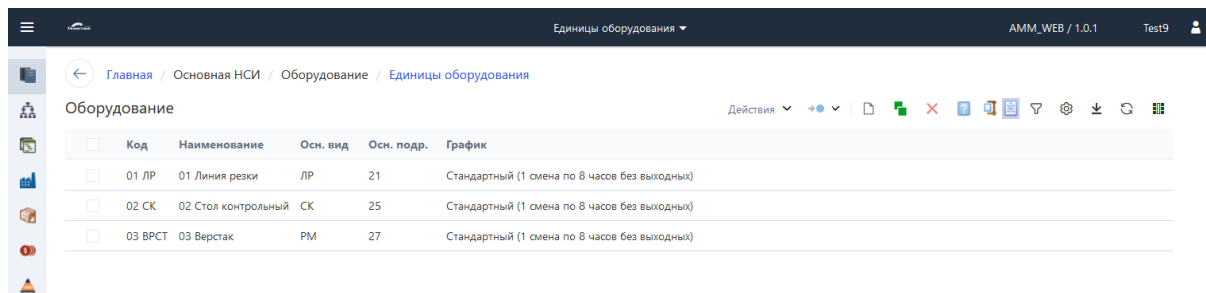 Единицы оборудования AMM_WEB / 1.0.1 Test9
Главная / Основная НСИ / Оборудование / Единицы оборудования
Оборудование Действия
Код Наименование Осн. вид Осн. подр. График
01 ЛР 01 Линия резки ЛР 21 Стандартный (1 смена по 8 часов без выходных)
02 СК 02 Стол контрольный СК 25 Стандартный (1 смена по 8 часов без выходных)
03 ВРСТ 03 Верстак РМ 27 Стандартный (1 смена по 8 часов без выходных)